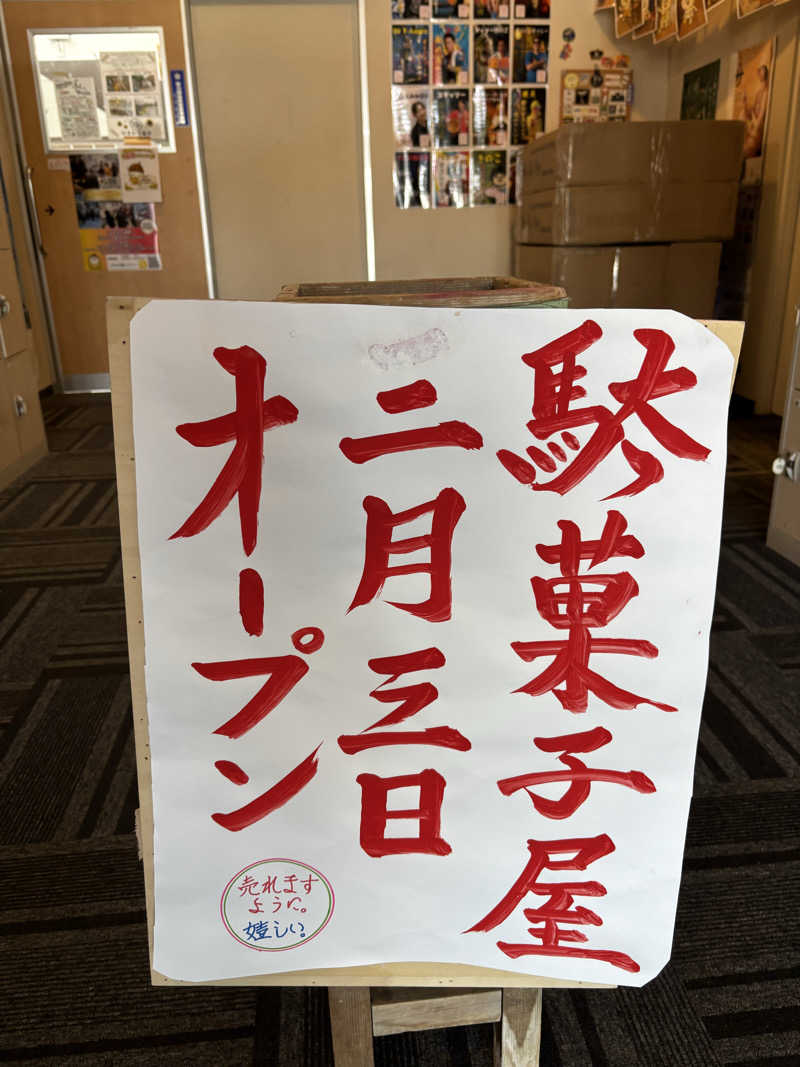 駄菓子屋
二月三日
オープン
売れます
ように。
嬉しい。